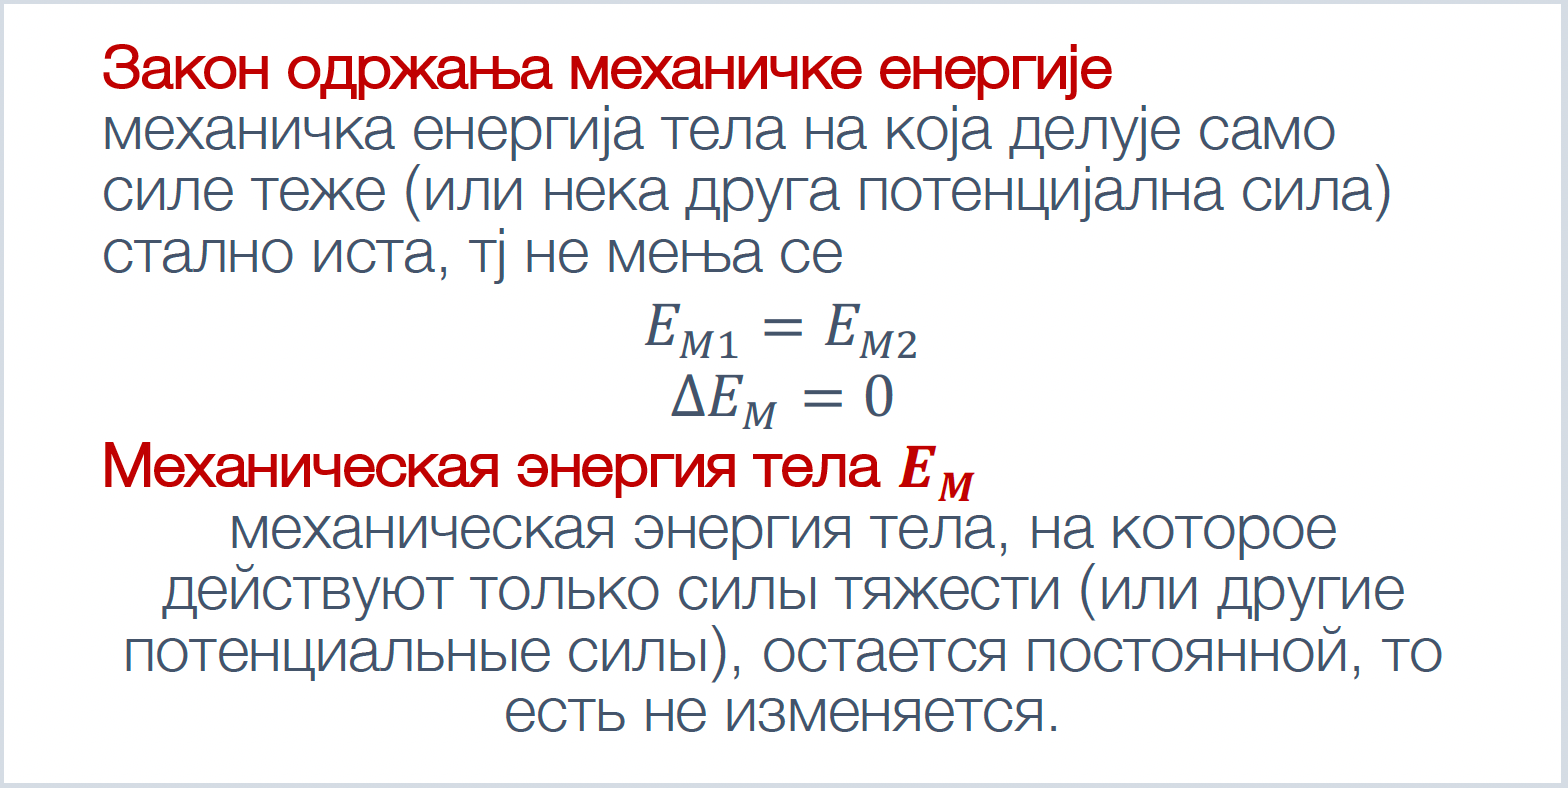 Закон одржања механичке енергије
механичка енергија тела на која делује само
силе теже (или нека друга потенцијална сила)
стално иста, тј не мења се
E_{M1} = E_{M2}
ΔE_M = 0
Механическая энергия тела E_M
механическая энергия тела, на которое
действуют только силы тяжести (или другие
потенциальные силы), остается постоянной, то
есть не изменяется.